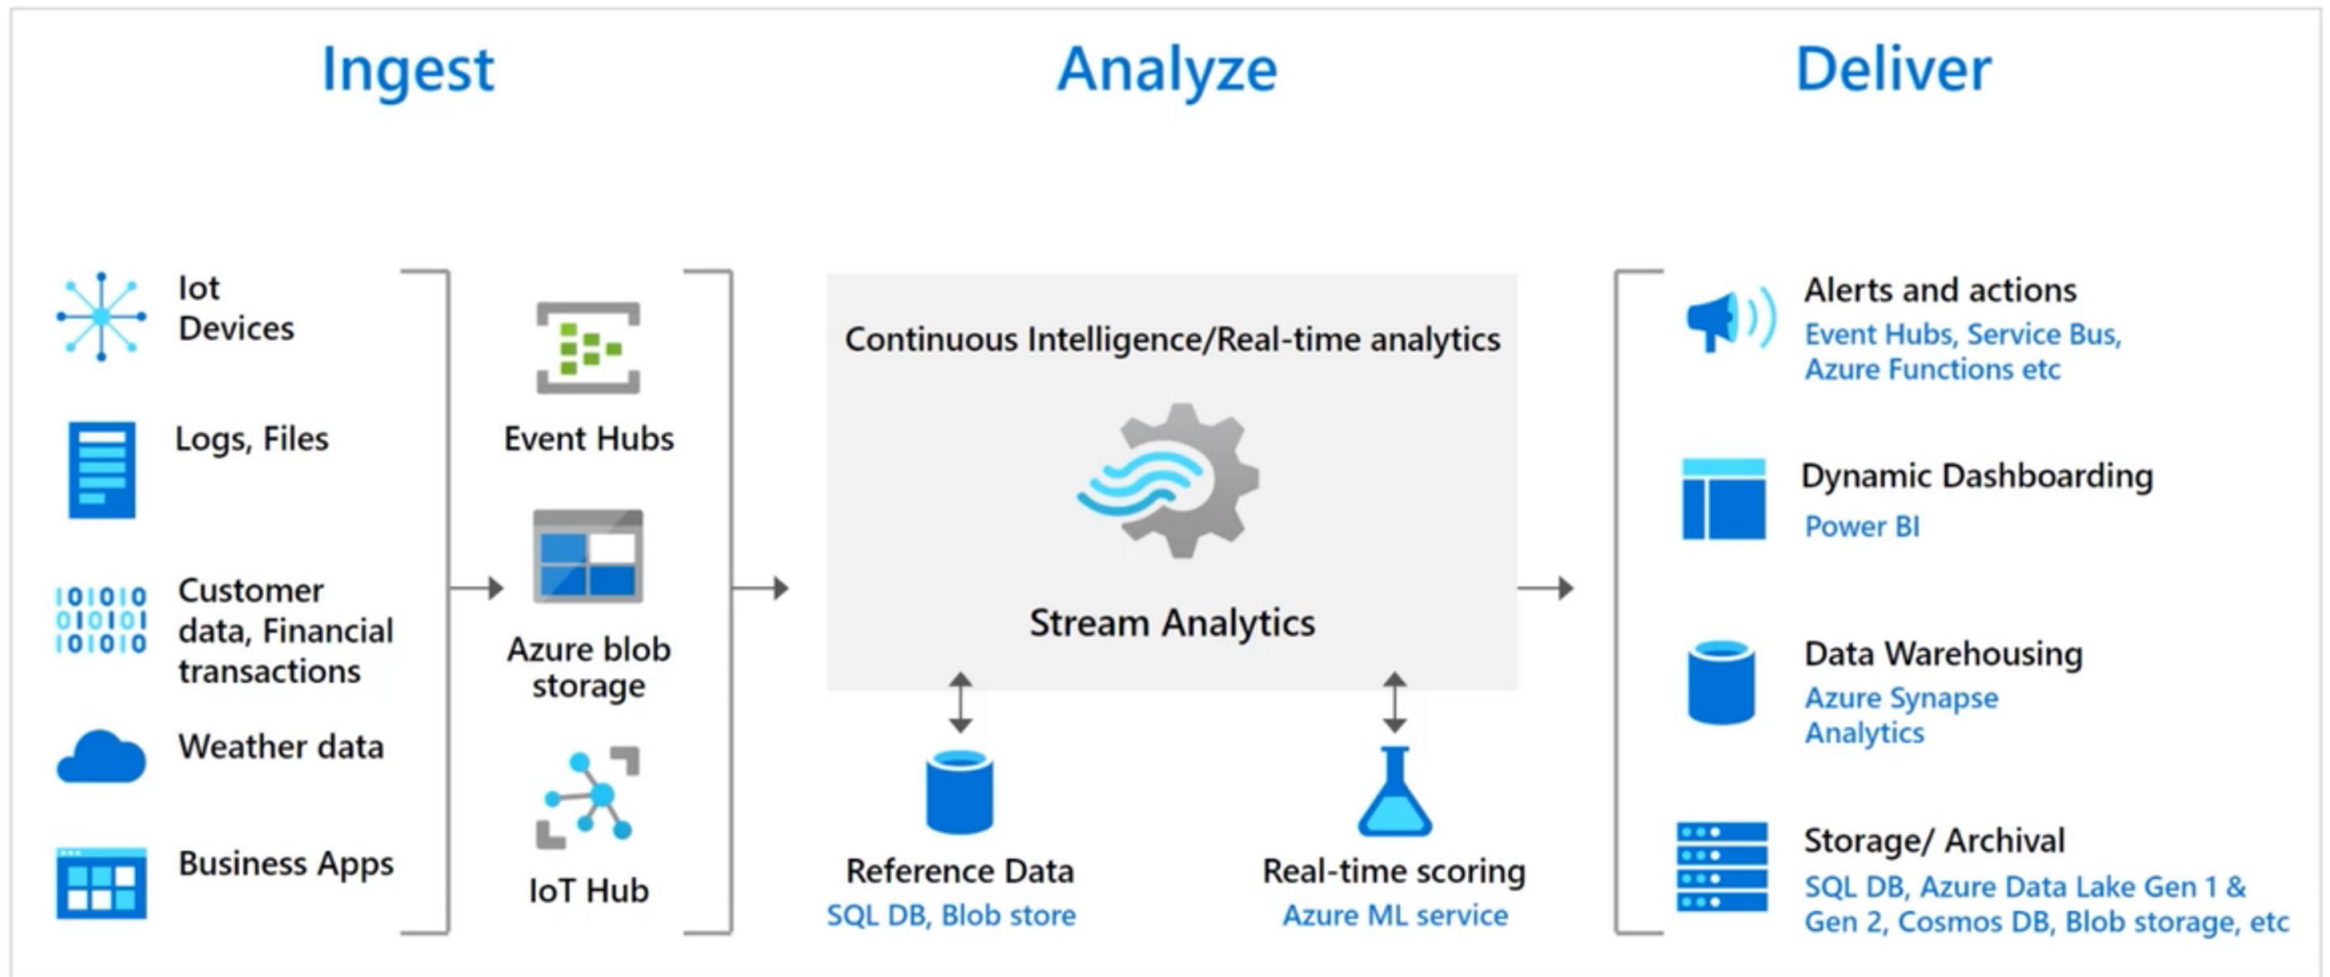 Ingest
Analyze
Deliver
Iot
Devices
Logs, Files
Customer
data, Financial
transactions
Weather data
Business Apps
Event Hubs
Azure blob
storage
IoT Hub
Continuous Intelligence/Real-time analytics
Stream Analytics
Reference Data
SQL DB, Blob store
Real-time scoring
Azure ML service
Alerts and actions
Event Hubs, Service Bus,
Azure Functions etc
Dynamic Dashboarding
Power BI
Data Warehousing
Azure Synapse
Analytics
Storage/ Archival
SQL DB, Azure Data Lake Gen 1 &
Gen 2, Cosmos DB, Blob storage, etc